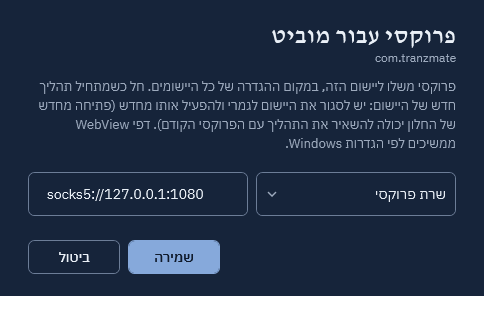 פרוקסי עבור מוביט
com.tranzmate
פרוקסי משלו ליישום הזה, במקום ההגדרה של כל היישומים. חל כשמתחיל תהליך
חדש של היישום: יש לסגור את היישום לגמרי ולהפעיל אותו מחדש (פתיחה מחדש
של החלון יכולה להשאיר את התהליך עם הפרוקסי הקודם). דפי WebView
ממשיכים לפי הגדרות Windows.
שרת פרוקסי
socks5://127.0.0.1:1080
שמירה
ביטול